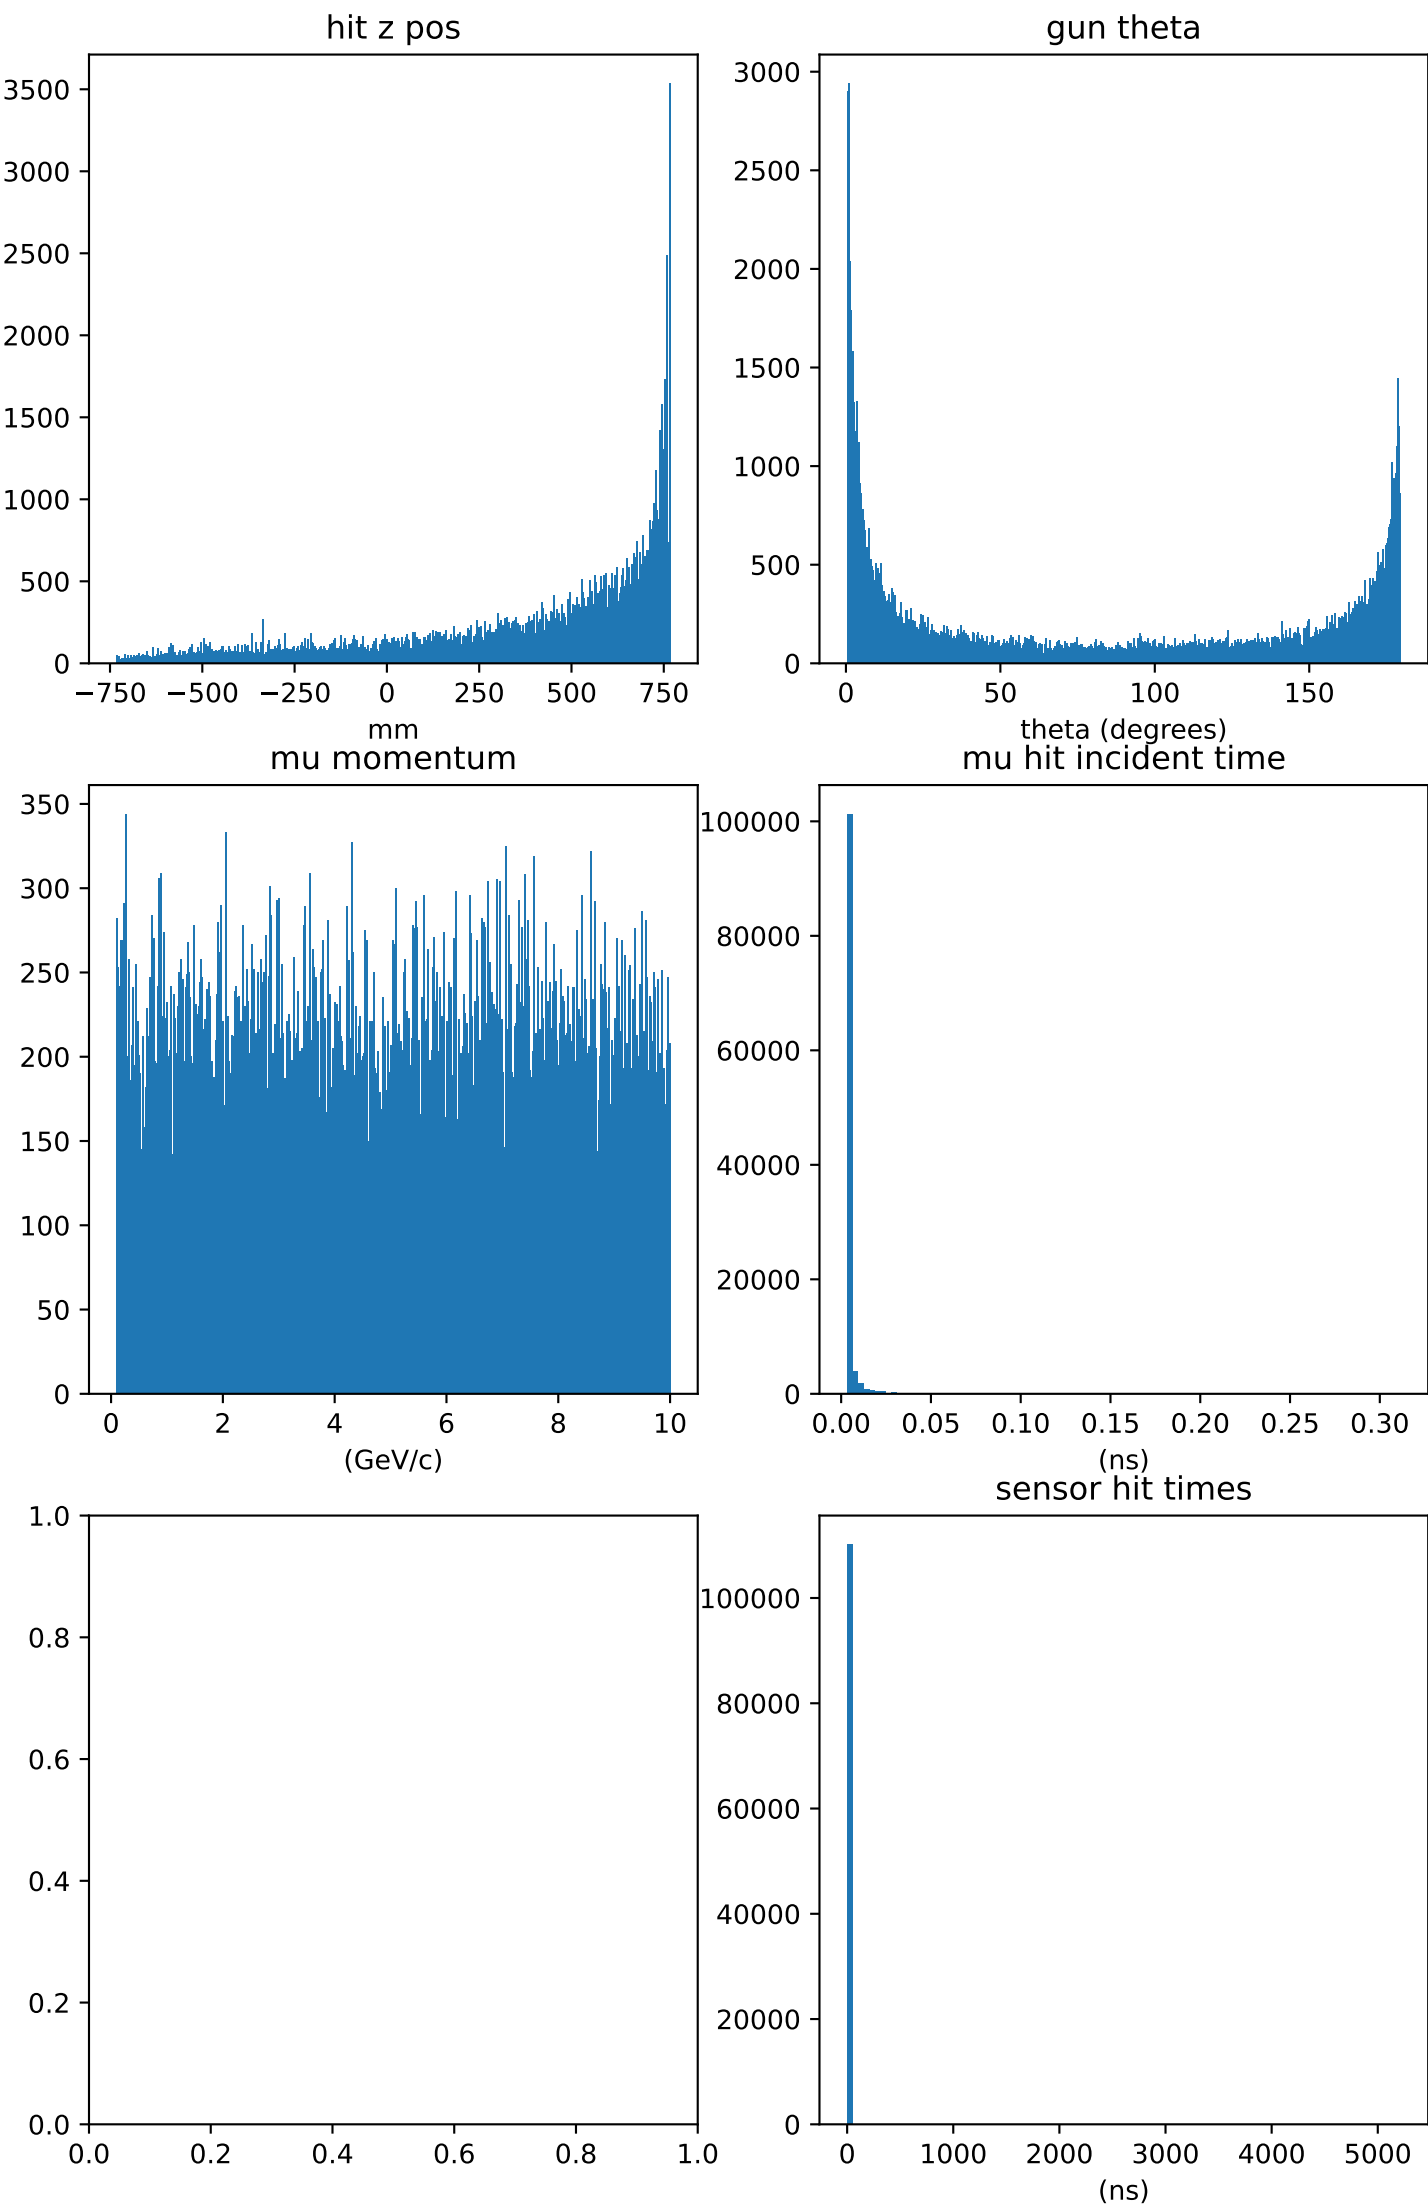 hit z pos
3500
3000
2500
2000
1500
1000
500
0
−750 −500 −250 0 250 500 750
mm
gun theta
3000
2500
2000
1500
1000
500
0
0 50 100 150
theta (degrees)
mu momentum
350
300
250
200
150
100
50
0
0 2 4 6 8 10
(GeV/c)
mu hit incident time
100000
80000
60000
40000
20000
0
0.00 0.05 0.10 0.15 0.20 0.25 0.30
(ns)
1.0
0.8
0.6
0.4
0.2
0.0
0.0 0.2 0.4 0.6 0.8 1.0
sensor hit times
100000
80000
60000
40000
20000
0
0 1000 2000 3000 4000 5000
(ns)